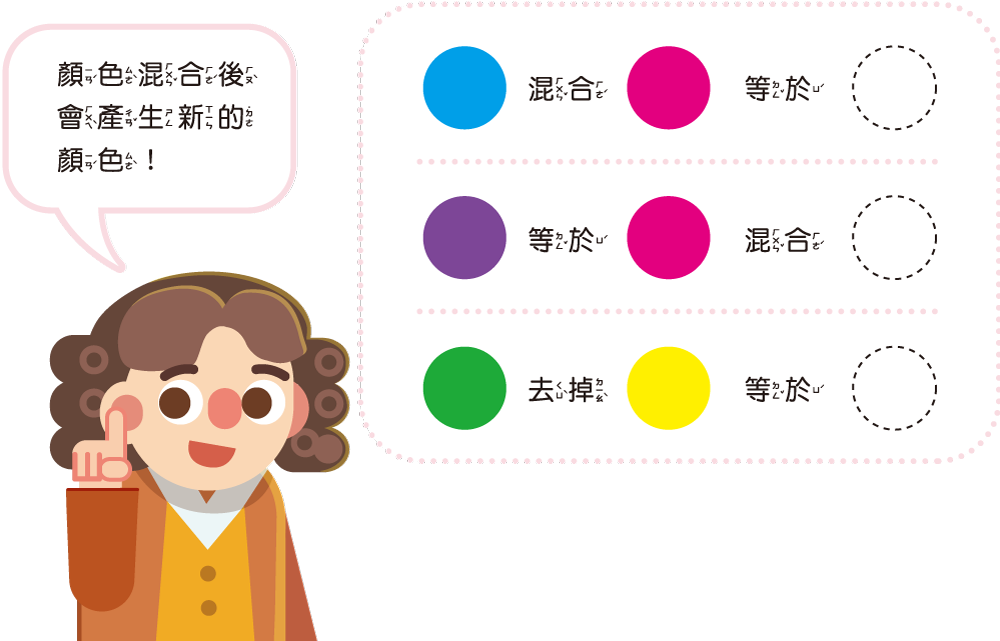 顏色混合後
會產生新的
顏色！
混合 等於
等於 混合
去掉 等於